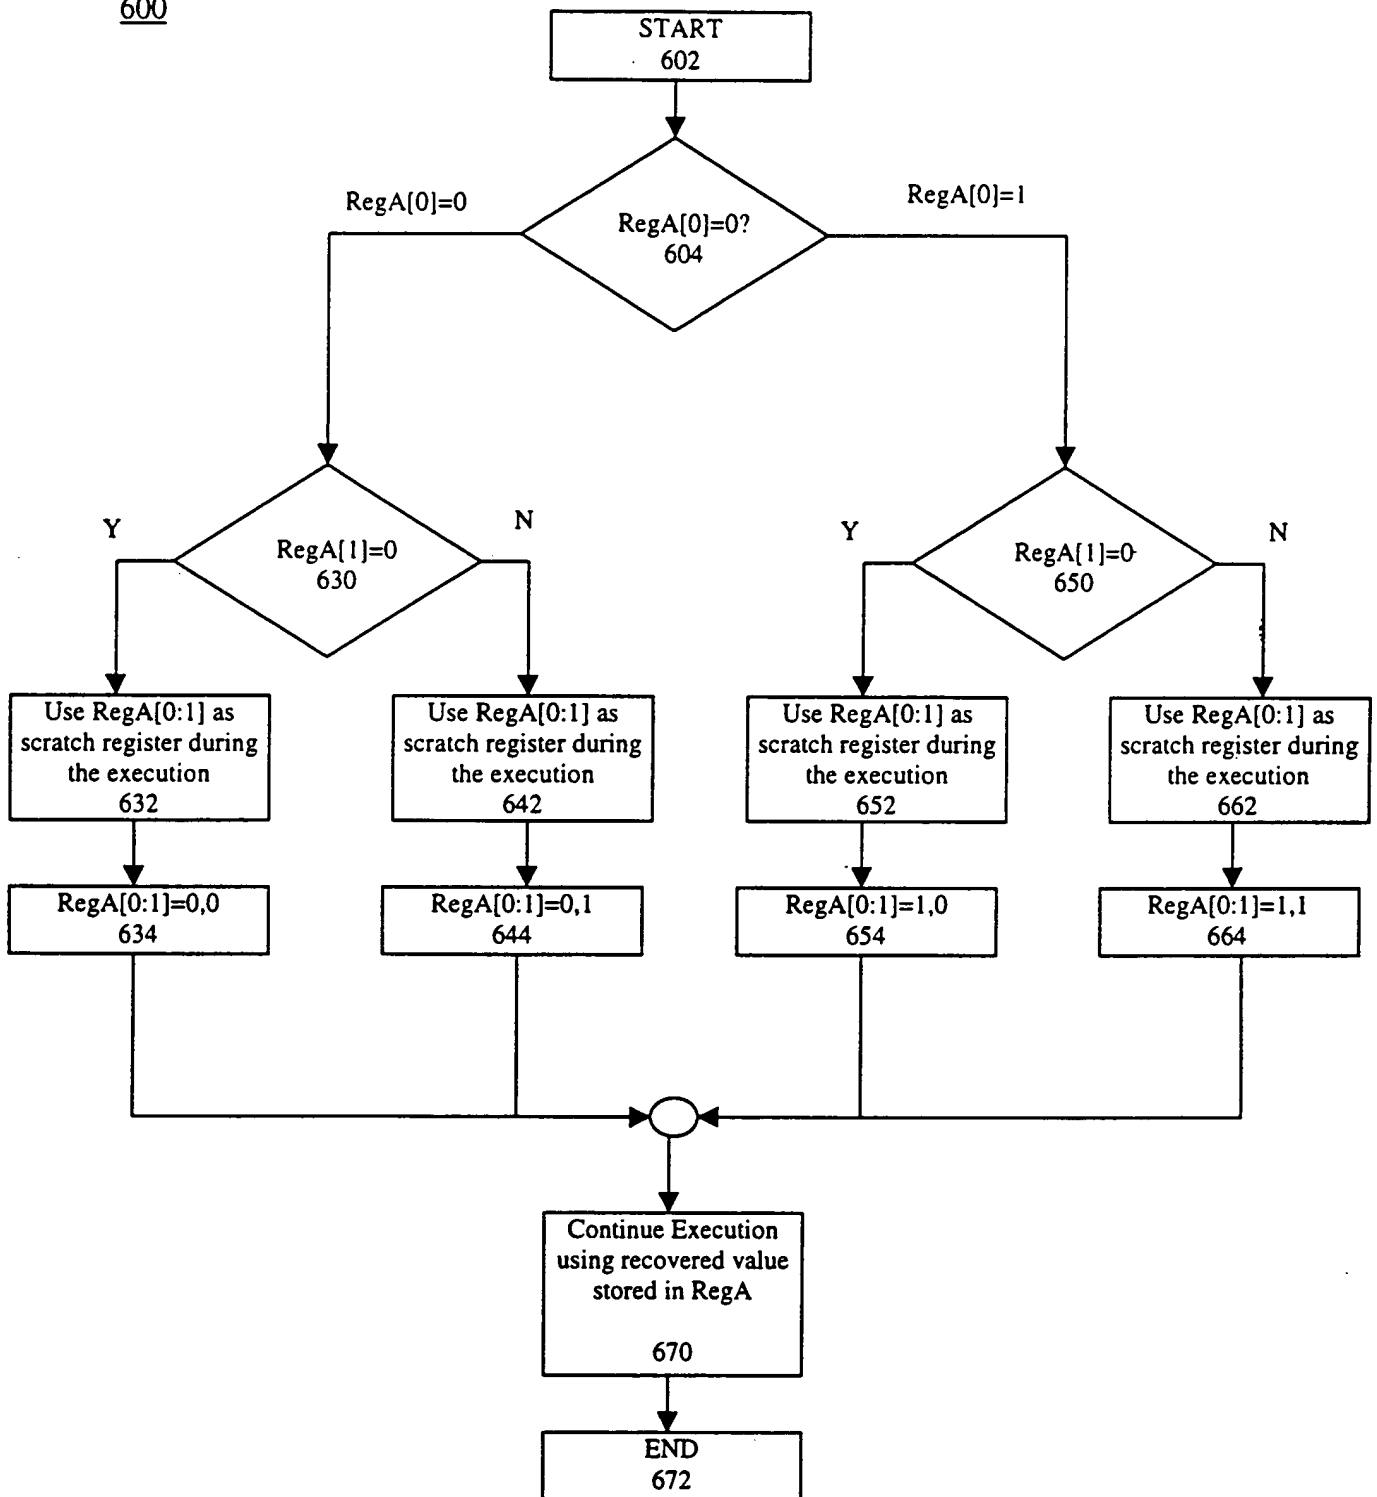 600
START
602
RegA[0]=0
RegA[0]=1
RegA[0]=0?
604
Y
N
RegA[1]=0
630
Y
N
RegA[1]=0
650
Use RegA[0:1] as
scratch register during
the execution
632
Use RegA[0:1] as
scratch register during
the execution
642
Use RegA[0:1] as
scratch register during
the execution
652
Use RegA[0:1] as
scratch register during
the execution
662
RegA[0:1]=0,0
634
RegA[0:1]=0,1
644
RegA[0:1]=1,0
654
RegA[0:1]=1,1
664
Continue Execution
using recovered value
stored in RegA
670
END
672